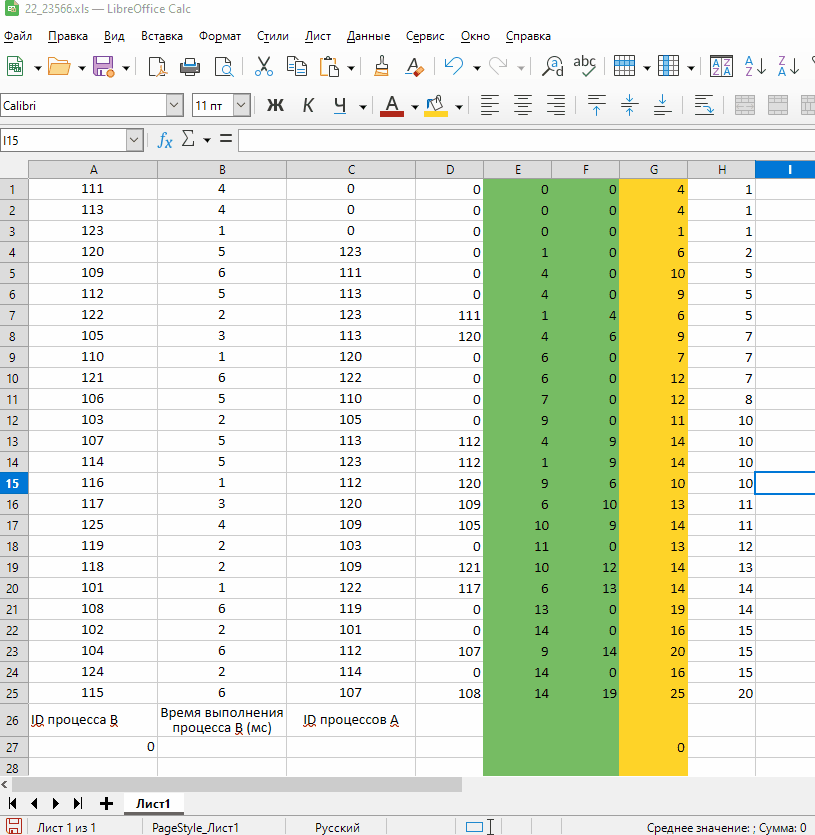 22_23566.xls — LibreOffice Calc
Файл Правка Вид Вставка Формат Стили Лист Данные Сервис Окно Справка
Calibri 11 пт Ж К Ч А
I15 fx Σ =
A B C D E F G H I
1 111 4 0 0 0 0 4 1
2 113 4 0 0 0 0 4 1
3 123 1 0 0 0 0 1 1
4 120 5 123 0 1 0 6 2
5 109 6 111 0 4 0 10 5
6 112 5 113 0 4 0 9 5
7 122 2 123 111 1 4 6 5
8 105 3 113 120 4 6 9 7
9 110 1 120 0 6 0 7 7
10 121 6 122 0 6 0 12 7
11 106 5 110 0 7 0 12 8
12 103 2 105 0 9 0 11 10
13 107 5 113 112 4 9 14 10
14 114 5 123 112 1 9 14 10
15 116 1 112 120 9 6 10 10
16 117 3 120 109 6 10 13 11
17 125 4 109 105 10 9 14 11
18 119 2 103 0 11 0 13 12
19 118 2 109 121 10 12 14 13
20 101 1 122 117 6 13 14 14
21 108 6 119 0 13 0 19 14
22 102 2 101 0 14 0 16 15
23 104 6 112 107 9 14 20 15
24 124 2 114 0 14 0 16 15
25 115 6 107 108 14 19 25 20
26 ID процесса B Время выполнения процесса B (мс) ID процессов A
27 0 0
28
Лист1
Лист 1 из 1 PageStyle_Лист1 Русский Среднее значение: ; Сумма: 0